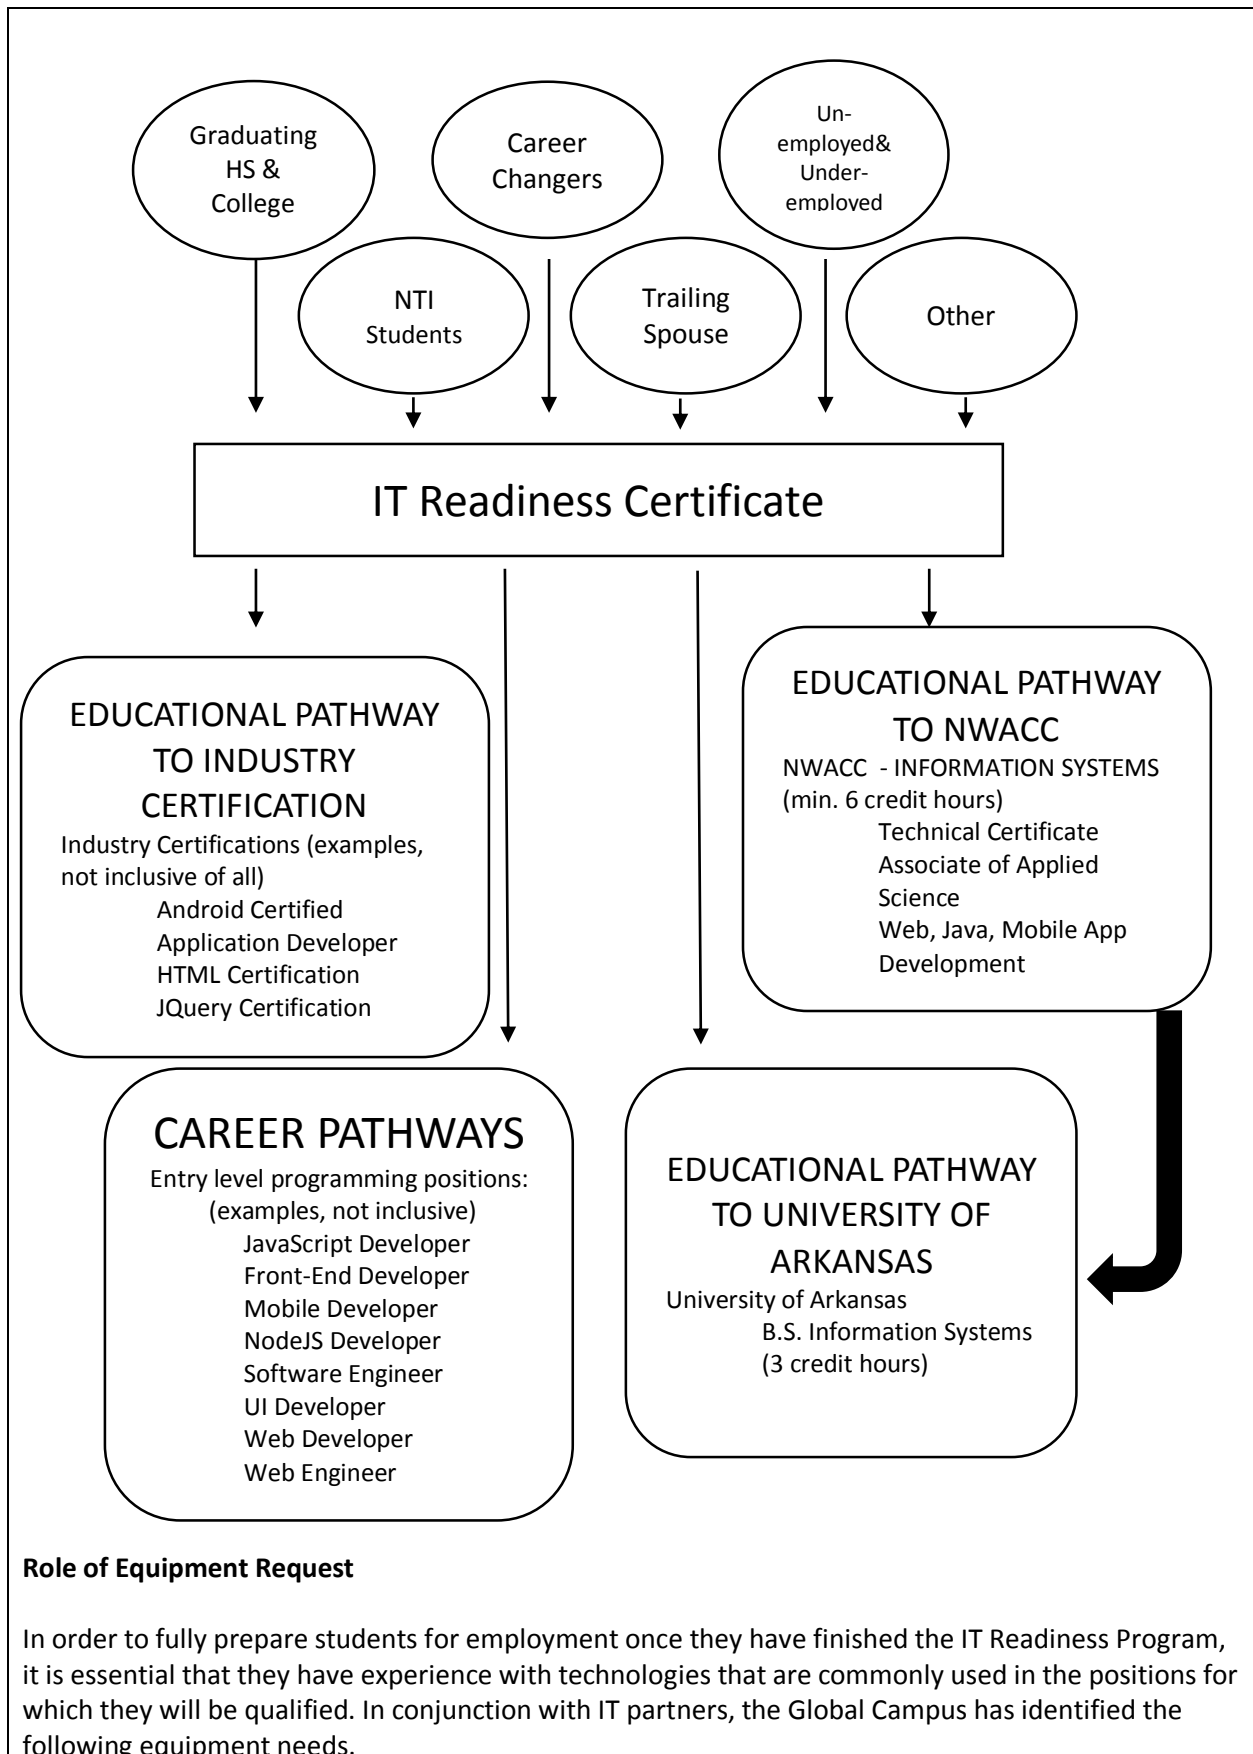 Graduating
HS &
College
Career
Changers
Un-
employed&
Under-
employed
NTI
Students
Trailing
Spouse
Other
IT Readiness Certificate
EDUCATIONAL PATHWAY
TO INDUSTRY
CERTIFICATION
Industry Certifications (examples,
not inclusive of all)
Android Certified
Application Developer
HTML Certification
JQuery Certification
EDUCATIONAL PATHWAY
TO NWACC
NWACC - INFORMATION SYSTEMS
(min. 6 credit hours)
Technical Certificate
Associate of Applied
Science
Web, Java, Mobile App
Development
CAREER PATHWAYS
Entry level programming positions:
(examples, not inclusive)
JavaScript Developer
Front-End Developer
Mobile Developer
NodeJS Developer
Software Engineer
UI Developer
Web Developer
Web Engineer
EDUCATIONAL PATHWAY
TO UNIVERSITY OF
ARKANSAS
University of Arkansas
B.S. Information Systems
(3 credit hours)
Role of Equipment Request
In order to fully prepare students for employment once they have finished the IT Readiness Program,
it is essential that they have experience with technologies that are commonly used in the positions for
which they will be qualified. In conjunction with IT partners, the Global Campus has identified the
following equipment needs.